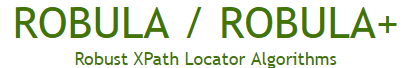 ROBULA / ROBULA+
Robust XPath Locator Algorithms